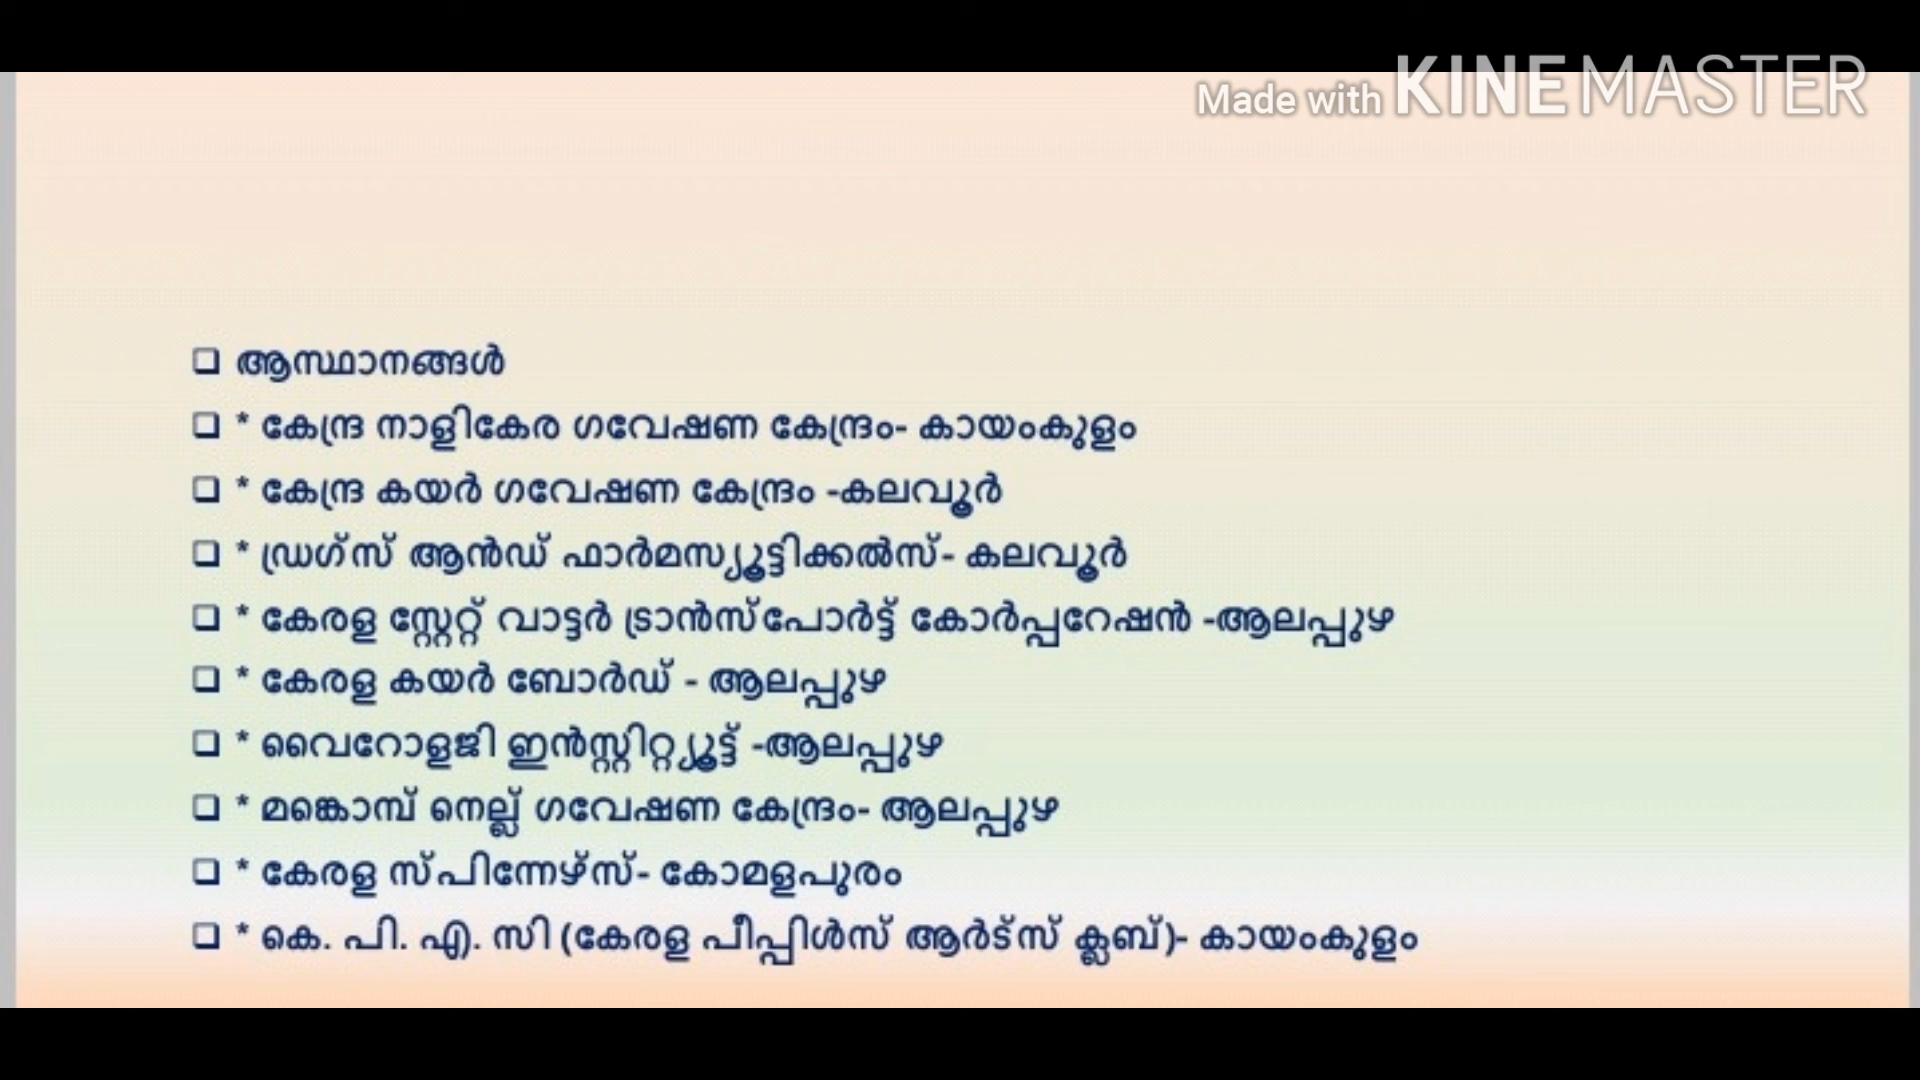 Made with KINEMASTER
❑ ആസ്ഥാനങ്ങൾ
❑ * കേന്ദ്ര നാളികേര ഗവേഷണ കേന്ദ്രം- കായംകുളം
❑ * കേന്ദ്ര കയർ ഗവേഷണ കേന്ദ്രം -കലവൂർ
❑ * ഡ്രഗ്സ് ആൻഡ് ഫാർമസ്യൂട്ടിക്കൽസ്- കലവൂർ
❑ * കേരള സ്റ്റേറ്റ് വാട്ടർ ട്രാൻസ്പോർട്ട് കോർപ്പറേഷൻ -ആലപ്പുഴ
❑ * കേരള കയർ ബോർഡ് - ആലപ്പുഴ
❑ * വൈറോളജി ഇൻസ്റ്റിറ്റ്യൂട്ട് -ആലപ്പുഴ
❑ * മങ്കൊമ്പ് നെല്ല് ഗവേഷണ കേന്ദ്രം- ആലപ്പുഴ
❑ * കേരള സ്പിന്നേഴ്സ്- കോമളപുരം
❑ * കെ. പി. എ. സി (കേരള പീപ്പിൾസ് ആർട്സ് ക്ലബ്)- കായംകുളം